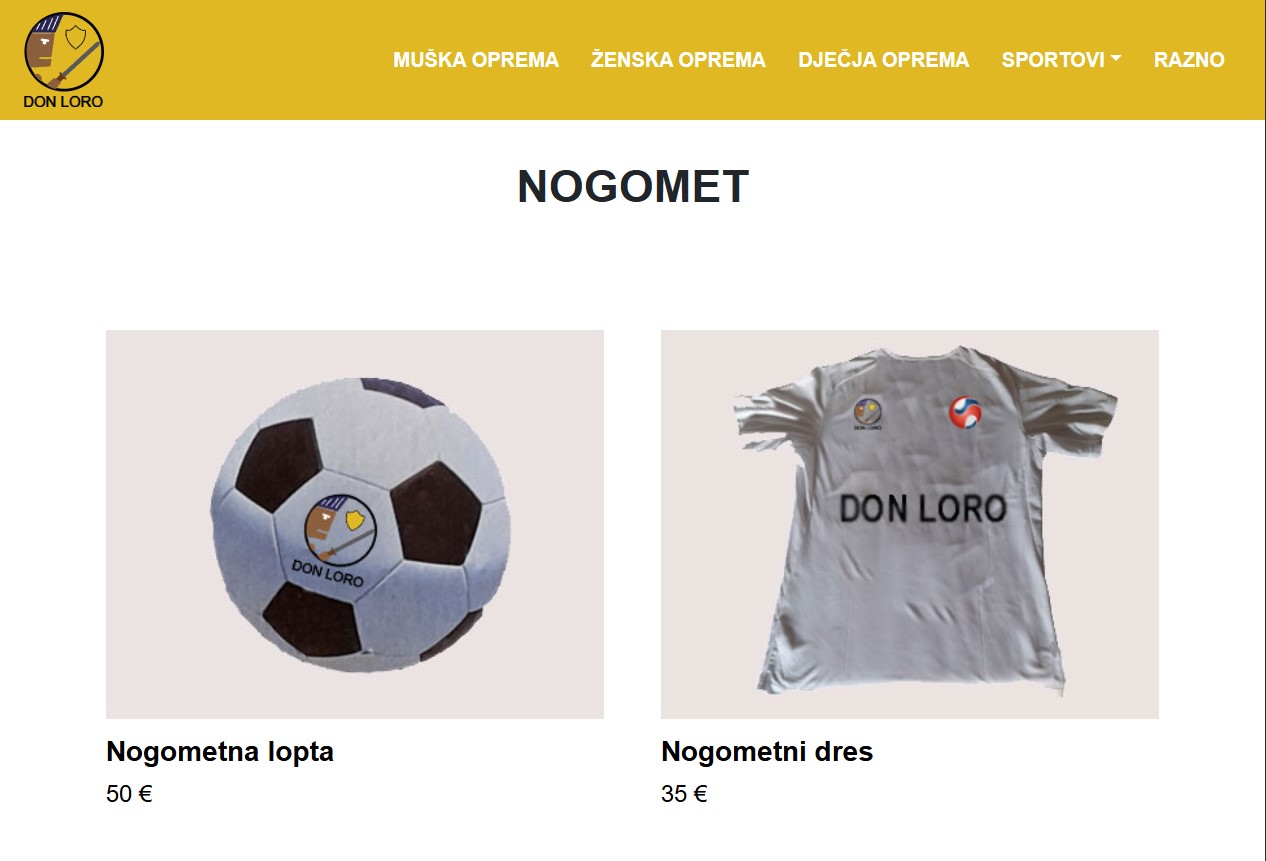 DON LORO
MUŠKA OPREMA ŽENSKA OPREMA DJEČJA OPREMA SPORTOVI RAZNO
NOGOMET
DON LORO
DON LORO
DON LORO
Nogometna lopta
50 €
Nogometni dres
35 €